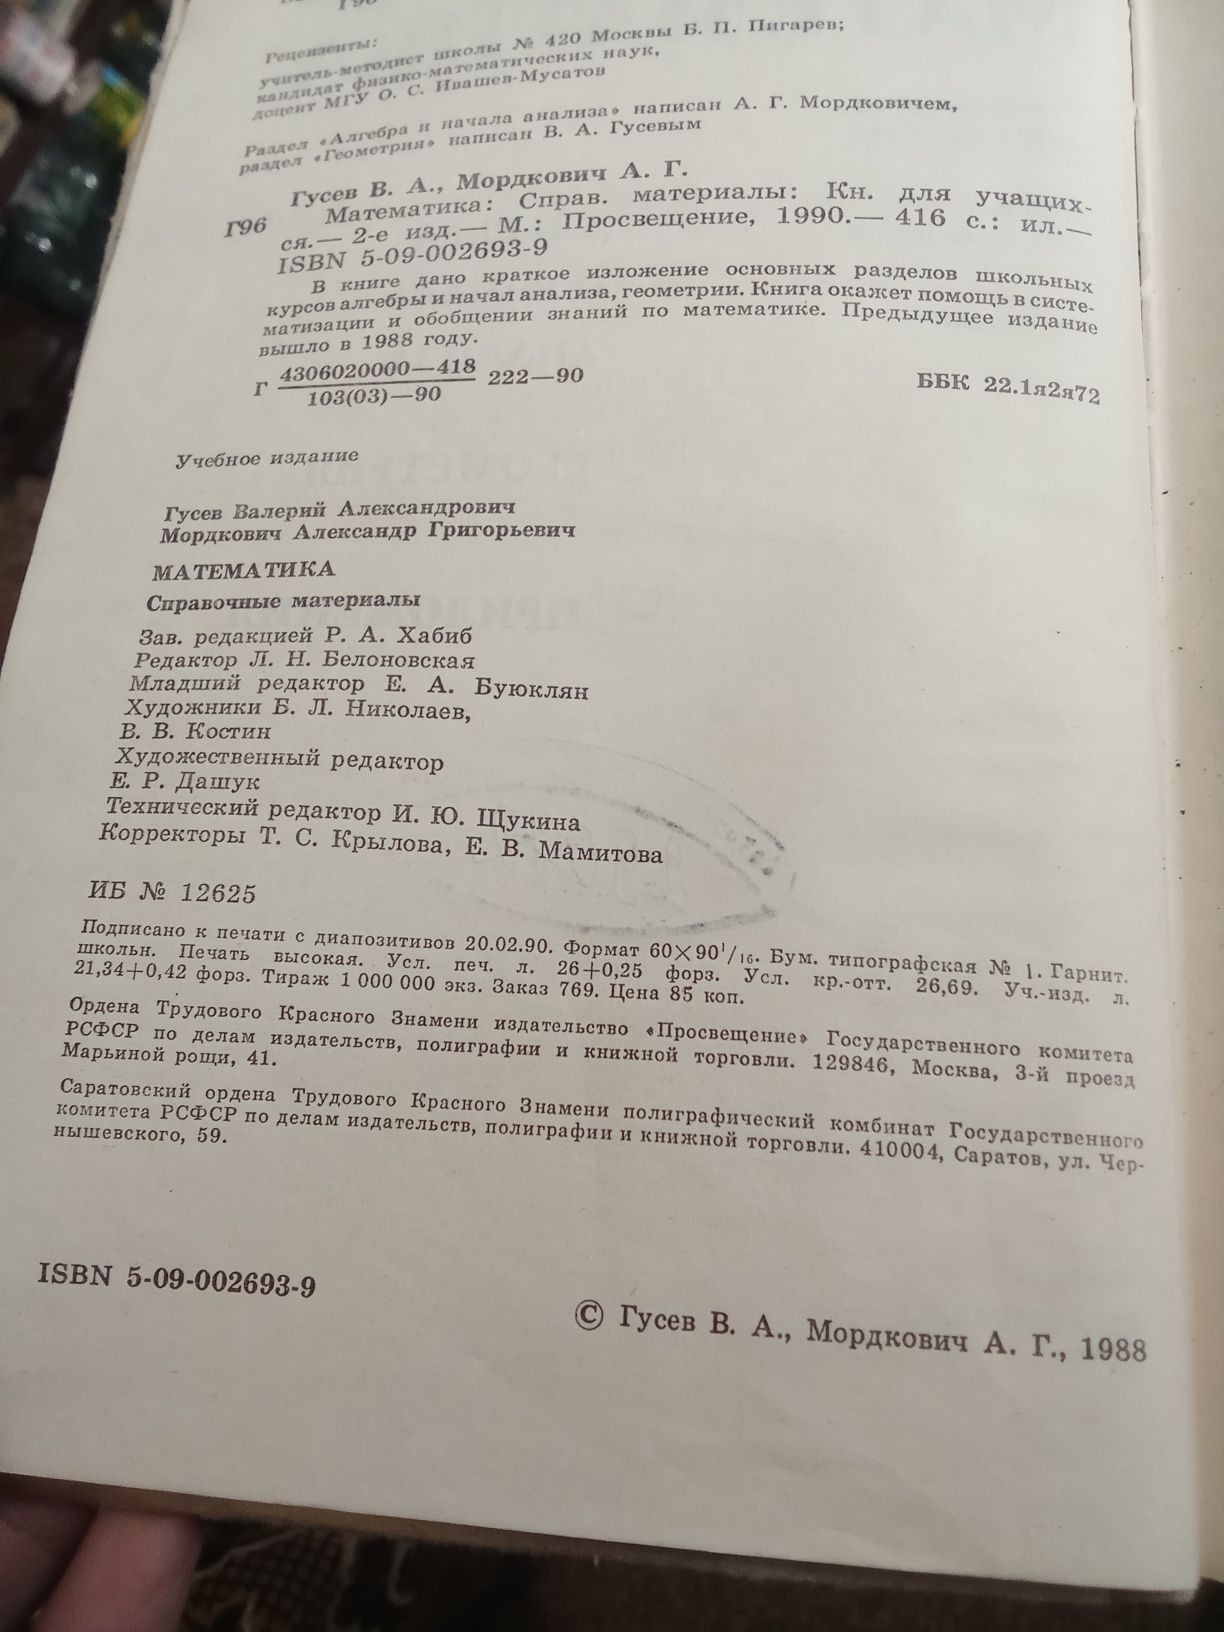 Г96
Рецензенты:
учитель-методист школы № 420 Москвы Б. П. Пигарев;
кандидат физико-математических наук,
доцент МГУ О. С. Ивашев-Мусатов
Раздел «Алгебра и начала анализа» написан А. Г. Мордковичем,
раздел «Геометрия» написан В. А. Гусевым
Гусев В. А., Мордкович А. Г.
Г96 Математика: Справ. материалы: Кн. для учащих-
ся.— 2-е изд.— М.: Просвещение, 1990.— 416 с.: ил.—
ISBN 5-09-002693-9
В книге дано краткое изложение основных разделов школьных
курсов алгебры и начал анализа, геометрии. Книга окажет помощь в систе-
матизации и обобщении знаний по математике. Предыдущее издание
вышло в 1988 году.
Г 4306020000—418 222—90
103(03)—90
ББК 22.1я2я72
Учебное издание
Гусев Валерий Александрович
Мордкович Александр Григорьевич
МАТЕМАТИКА
Справочные материалы
Зав. редакцией Р. А. Хабиб
Редактор Л. Н. Белоновская
Младший редактор Е. А. Буюклян
Художники Б. Л. Николаев,
В. В. Костин
Художественный редактор
Е. Р. Дашук
Технический редактор И. Ю. Щукина
Корректоры Т. С. Крылова, Е. В. Мамитова
ИБ № 12625
Подписано к печати с диапозитивов 20.02.90. Формат 60×90¹/₁₆. Бум. типографская № 1. Гарнит.
школьн. Печать высокая. Усл. печ. л. 26+0,25 форз. Усл. кр.-отт. 26,69. Уч.-изд. л.
21,34+0,42 форз. Тираж 1 000 000 экз. Заказ 769. Цена 85 коп.
Ордена Трудового Красного Знамени издательство «Просвещение» Государственного комитета
РСФСР по делам издательств, полиграфии и книжной торговли. 129846, Москва, 3-й проезд
Марьиной рощи, 41.
Саратовский ордена Трудового Красного Знамени полиграфический комбинат Государственного
комитета РСФСР по делам издательств, полиграфии и книжной торговли. 410004, Саратов, ул. Чер-
нышевского, 59.
ISBN 5-09-002693-9
© Гусев В. А., Мордкович А. Г., 1988